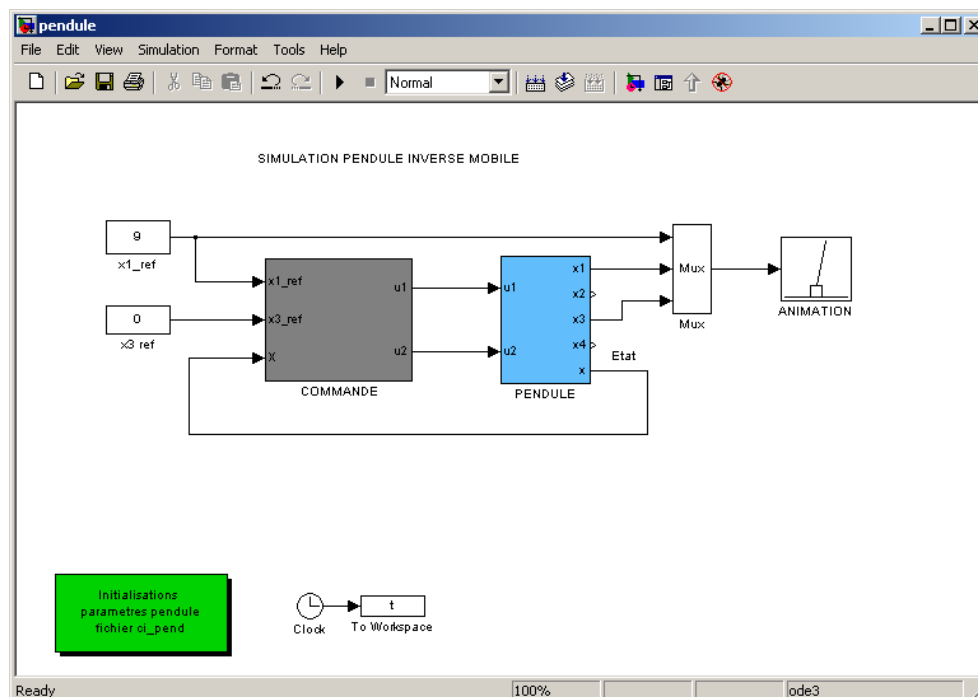 pendule
File Edit View Simulation Format Tools Help
Normal
SIMULATION PENDULE INVERSE MOBILE
9
x1_ref
0
x3 ref
x1_ref
x3_ref
X
u1
u2
COMMANDE
u1
u2
x1
x2
x3
x4
x
PENDULE
Etat
Mux
Mux
ANIMATION
Initialisations
parametres pendule
fichier ci_pend
Clock
t
To Workspace
Ready
100%
ode3